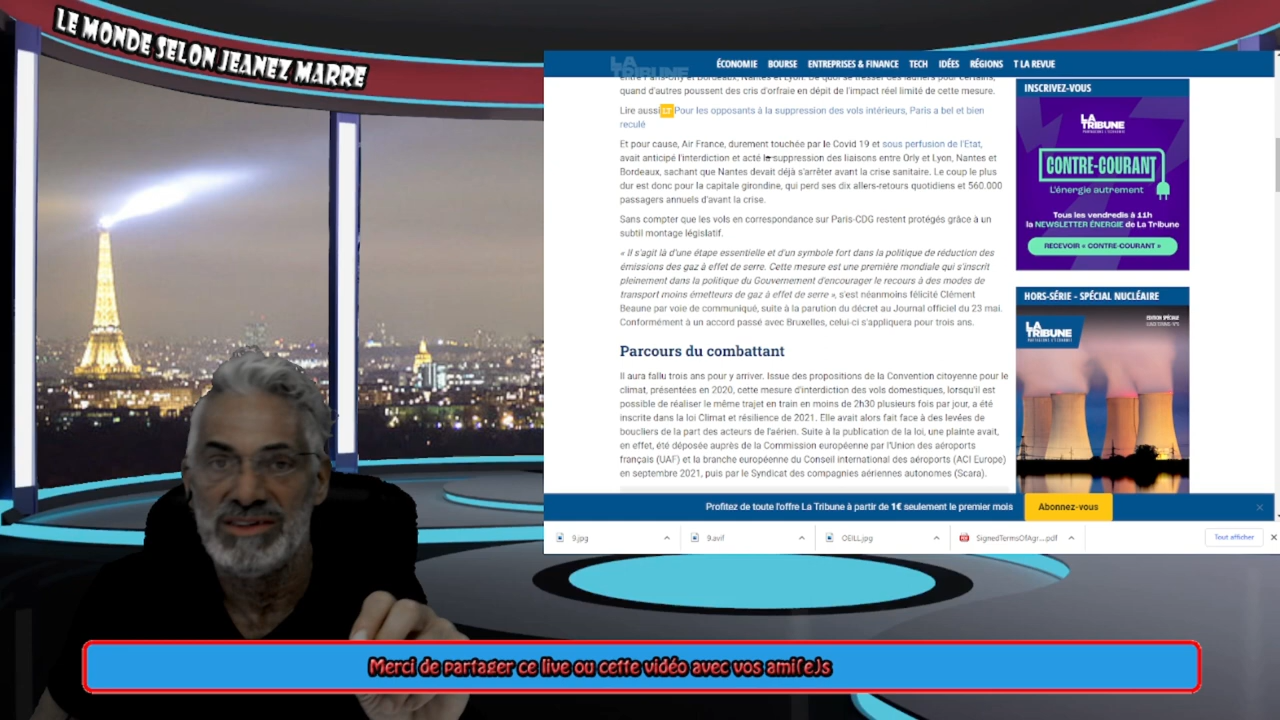 LE MONDE SELON JEANEZ MARRE
LA TRIBUNE
ÉCONOMIE BOURSE ENTREPRISES & FINANCE TECH IDÉES RÉGIONS T LA REVUE
entre Paris-Orly et Bordeaux, Nantes et Lyon. De quoi se tresser des lauriers pour certains,
quand d'autres poussent des cris d'orfraie en dépit de l'impact réel limité de cette mesure.
Lire aussi Pour les opposants à la suppression des vols intérieurs, Paris a bel et bien
reculé
Et pour cause, Air France, durement touchée par le Covid 19 et sous perfusion de l'Etat,
avait anticipé l'interdiction et acté la suppression des liaisons entre Orly et Lyon, Nantes et
Bordeaux, sachant que Nantes devait déjà s'arrêter avant la crise sanitaire. Le coup le plus
dur est donc pour la capitale girondine, qui perd ses dix allers-retours quotidiens et 560.000
passagers annuels d'avant la crise.
Sans compter que les vols en correspondance sur Paris-CDG restent protégés grâce à un
subtil montage législatif.
« Il s'agit là d'une étape essentielle et d'un symbole fort dans la politique de réduction des
émissions des gaz à effet de serre. Cette mesure est une première mondiale qui s'inscrit
pleinement dans la politique du Gouvernement d'encourager le recours à des modes de
transport moins émetteurs de gaz à effet de serre », s'est néanmoins félicité Clément
Beaune par voie de communiqué, suite à la parution du décret au Journal officiel du 23 mai.
Conformément à un accord passé avec Bruxelles, celui-ci s'appliquera pour trois ans.
Parcours du combattant
Il aura fallu trois ans pour y arriver. Issue des propositions de la Convention citoyenne pour le
climat, présentées en 2020, cette mesure d'interdiction des vols domestiques, lorsqu'il est
possible de réaliser le même trajet en train en moins de 2h30 plusieurs fois par jour, a été
inscrite dans la loi Climat et résilience de 2021. Elle avait alors fait face à des levées de
boucliers de la part des acteurs de l'aérien. Suite à la publication de la loi, une plainte avait,
en effet, été déposée auprès de la Commission européenne par l'Union des aéroports
français (UAF) et la branche européenne du Conseil international des aéroports (ACI Europe)
en septembre 2021, puis par le Syndicat des compagnies aériennes autonomes (Scara).
INSCRIVEZ-VOUS
LA TRIBUNE
CONTRE-COURANT
L'énergie autrement
Tous les vendredis à 11h
la NEWSLETTER ÉNERGIE de La Tribune
RECEVOIR « CONTRE-COURANT »
HORS-SÉRIE - SPÉCIAL NUCLÉAIRE
LA TRIBUNE
EDITION SPÉCIALE
Profitez de toute l'offre La Tribune à partir de 1€ seulement le premier mois
Abonnez-vous
9.jpg
9.avif
OEILL.jpg
SignedTermsOfAgr....pdf
Tout afficher
Merci de partager ce live ou cette vidéo avec vos ami(e)s